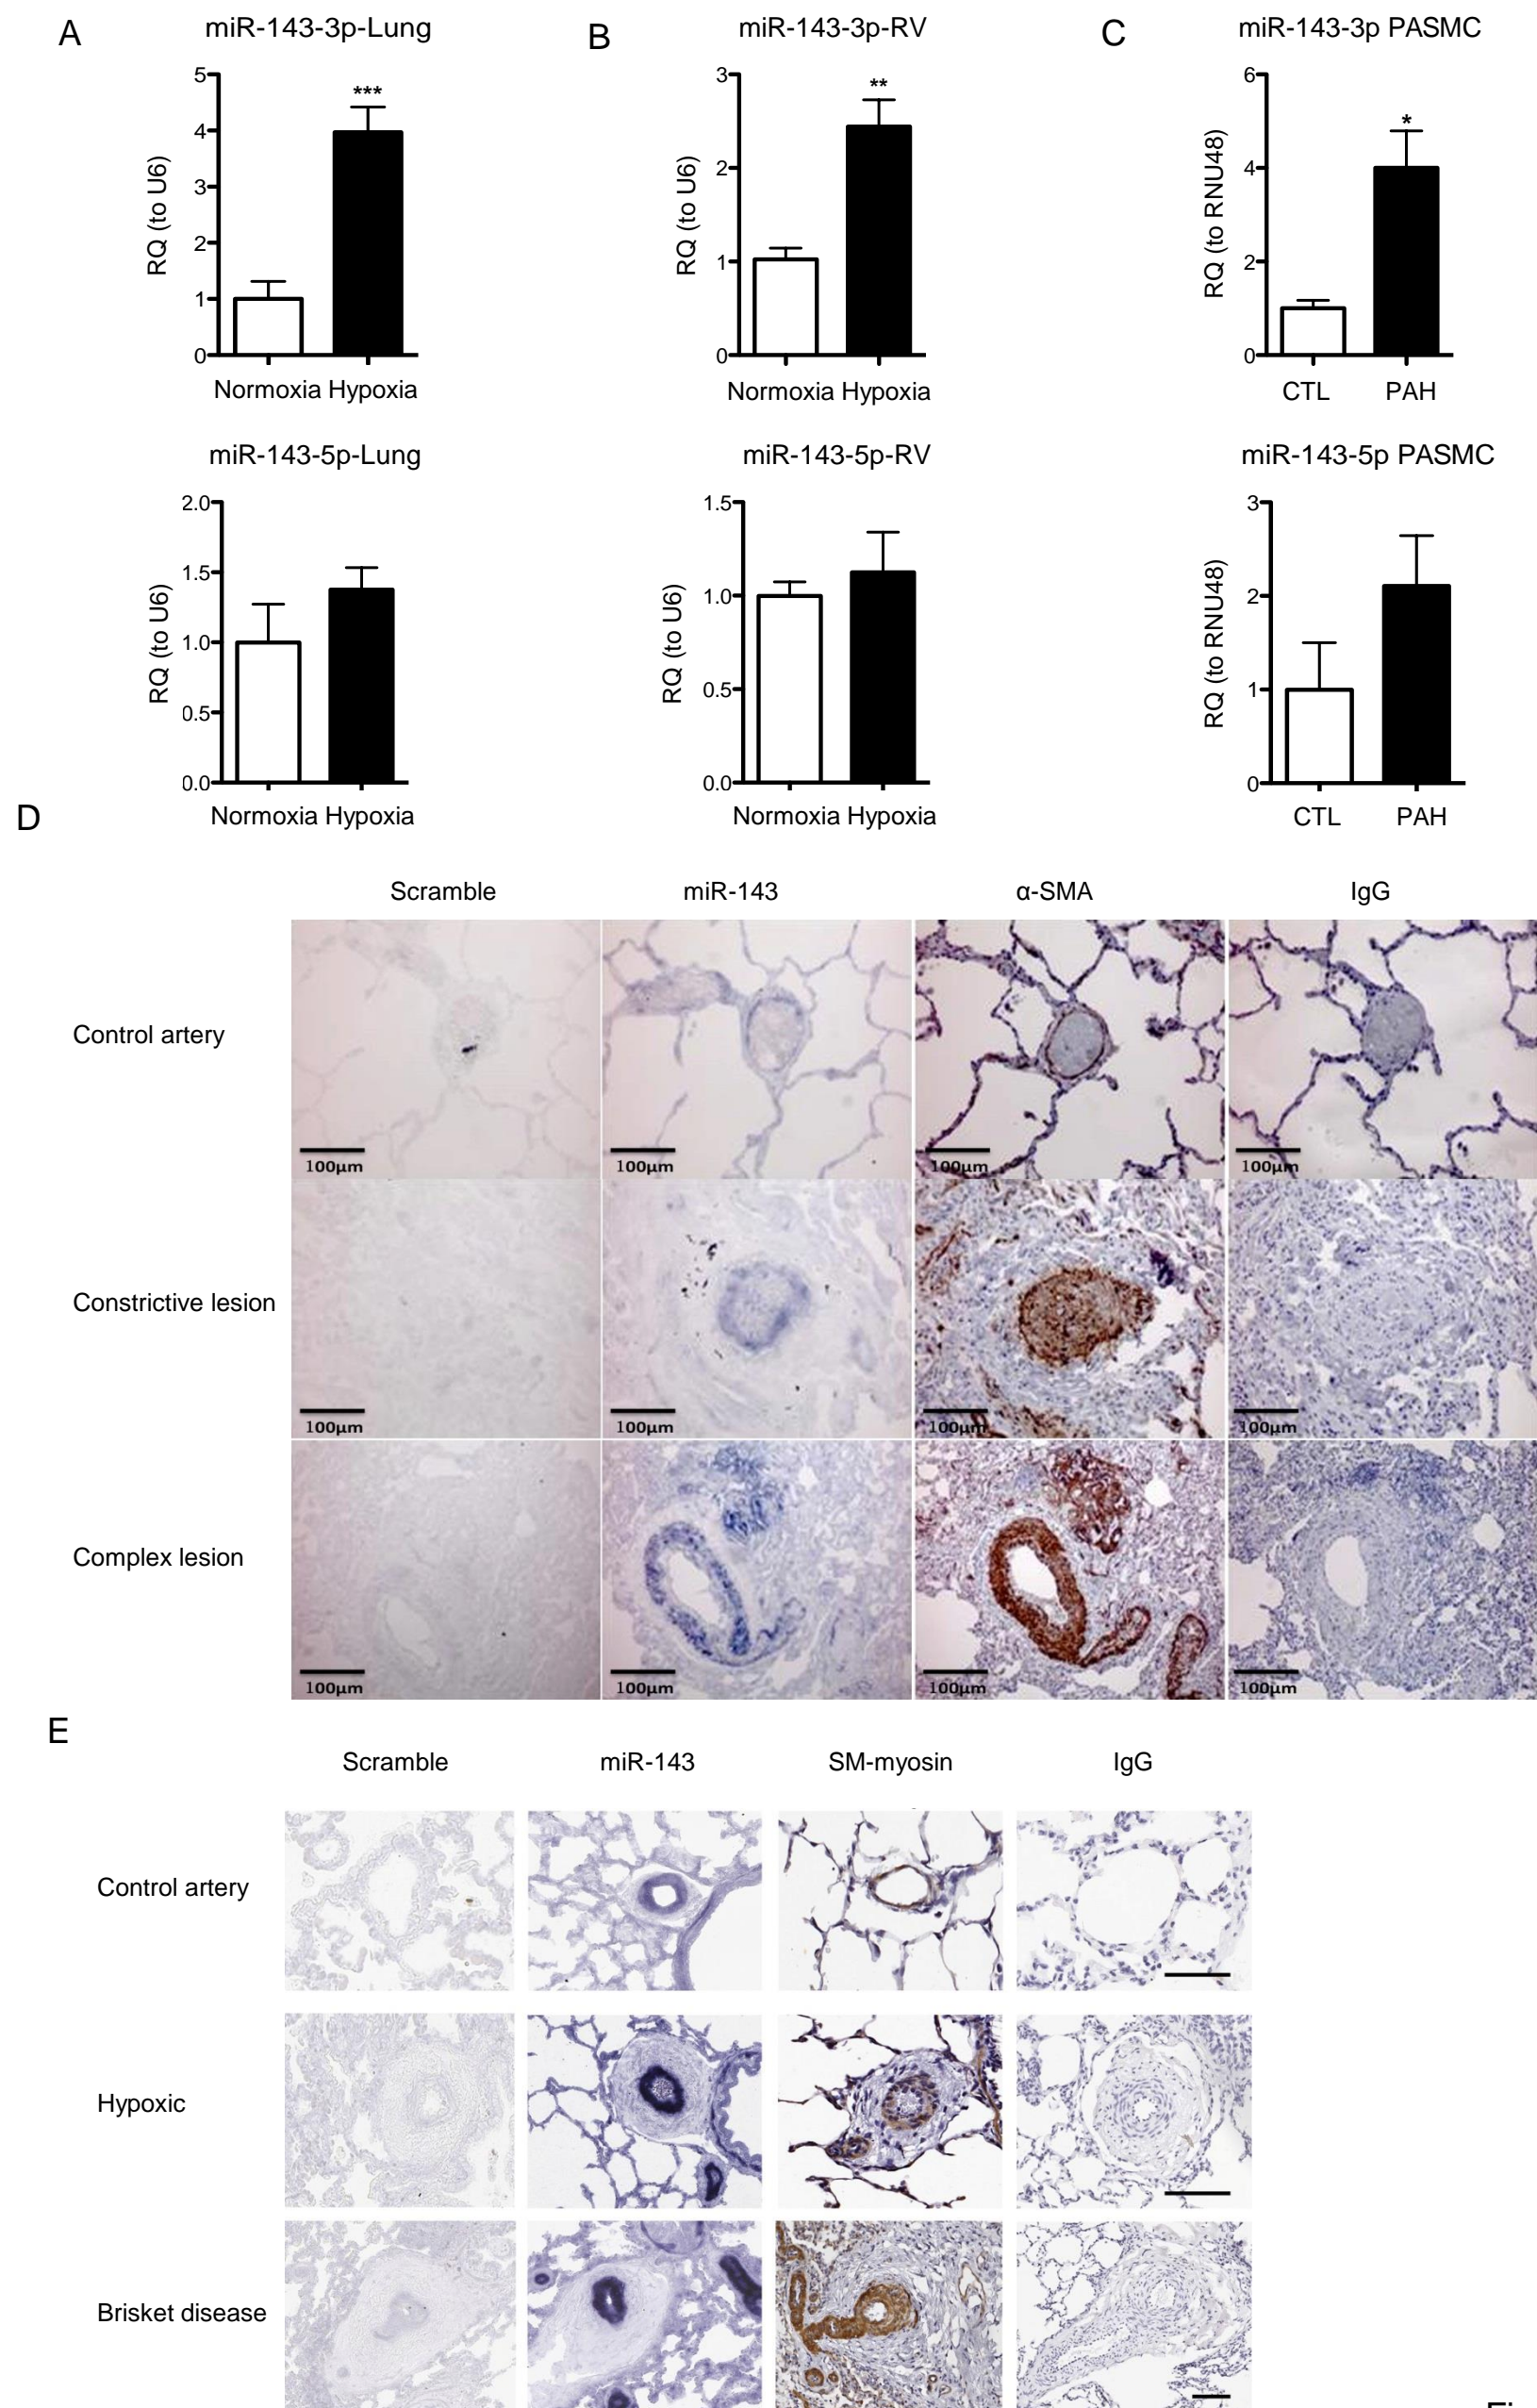 A
miR-143-3p-Lung
RQ (to U6)
5
4
3
2
1
0
***
Normoxia Hypoxia
B
miR-143-3p-RV
RQ (to U6)
3
2
1
0
**
Normoxia Hypoxia
C
miR-143-3p PASMC
RQ (to RNU48)
6
4
2
0
*
CTL PAH
miR-143-5p-Lung
RQ (to U6)
2.0
1.5
1.0
0.5
0.0
Normoxia Hypoxia
miR-143-5p-RV
RQ (to U6)
1.5
1.0
0.5
0.0
Normoxia Hypoxia
miR-143-5p PASMC
RQ (to RNU48)
3
2
1
0
CTL PAH
D
Scramble miR-143 α-SMA IgG
Control artery
100μm 100μm 100μm 100μm
Constrictive lesion
100μm 100μm 100μm 100μm
Complex lesion
100μm 100μm 100μm 100μm
E
Scramble miR-143 SM-myosin IgG
Control artery
Hypoxic
Brisket disease